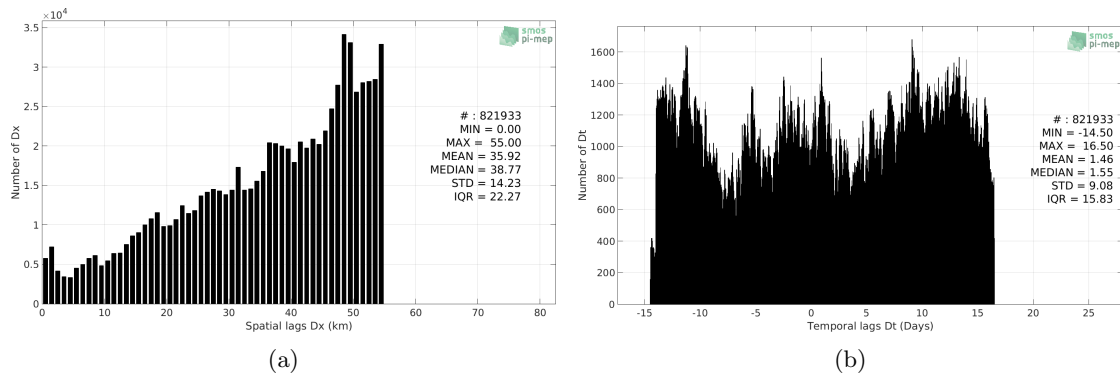 ×10⁴
3.5
3
2.5
2
1.5
1
0.5
0
Number of Dx
smos
pi-mep
# : 821933
MIN = 0.00
MAX = 55.00
MEAN = 35.92
MEDIAN = 38.77
STD = 14.23
IQR = 22.27
0 10 20 30 40 50 60 70 80
Spatial lags Dx (km)
(a)
1600
1400
1200
1000
800
600
400
200
0
Number of Dt
smos
pi-mep
# : 821933
MIN = -14.50
MAX = 16.50
MEAN = 1.46
MEDIAN = 1.55
STD = 9.08
IQR = 15.83
-15 -10 -5 0 5 10 15 20 25
Temporal lags Dt (Days)
(b)